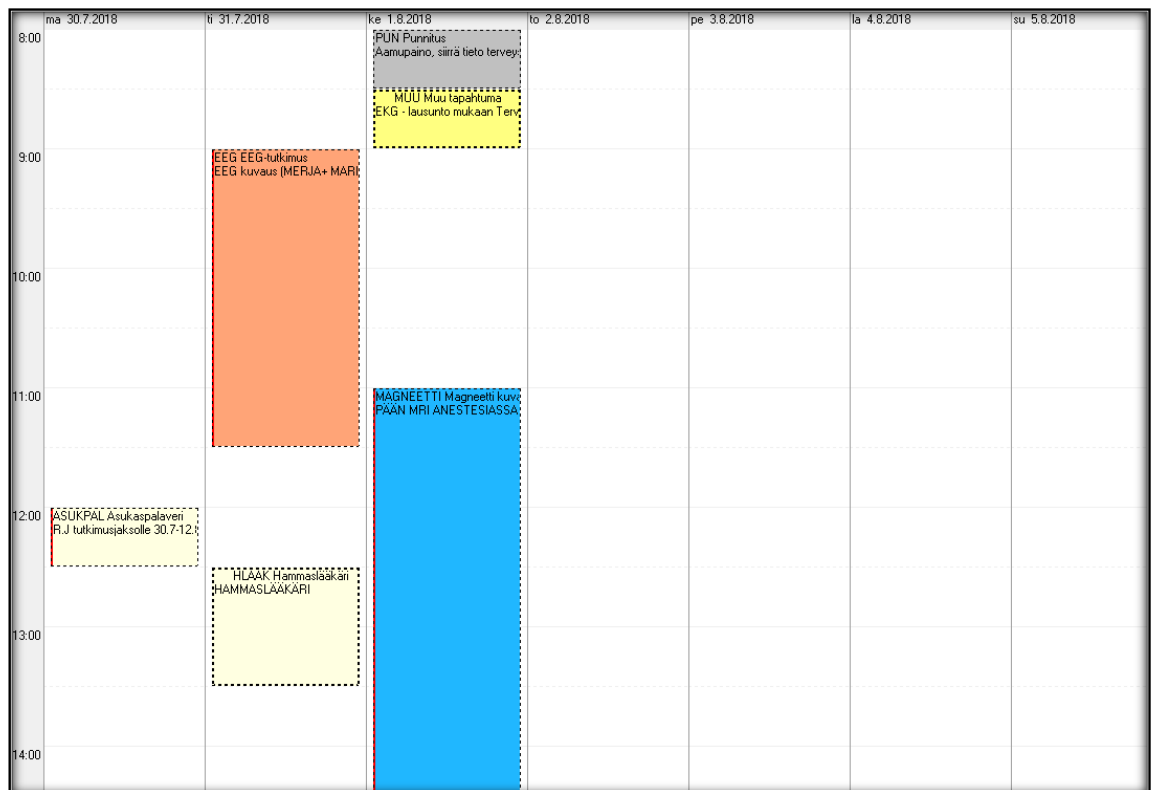 ma 30.7.2018
ti 31.7.2018
ke 1.8.2018
to 2.8.2018
pe 3.8.2018
la 4.8.2018
su 5.8.2018
8:00
PUN Punnitus
Aamupaino, siirrä tieto tervey
MUU Muu tapahtuma
EKG - lausunto mukaan Terv
9:00
EEG EEG-tutkimus
EEG kuvaus (MERJA+ MARI
10:00
11:00
MAGNEETTI Magneetti kuva
PÄÄN MRI ANESTESIASSA
12:00
ASUKPAL Asukaspalaveri
R.J tutkimusjaksolle 30.7-12.
HLÄÄK Hammaslääkäri
HAMMASLÄÄKÄRI
13:00
14:00